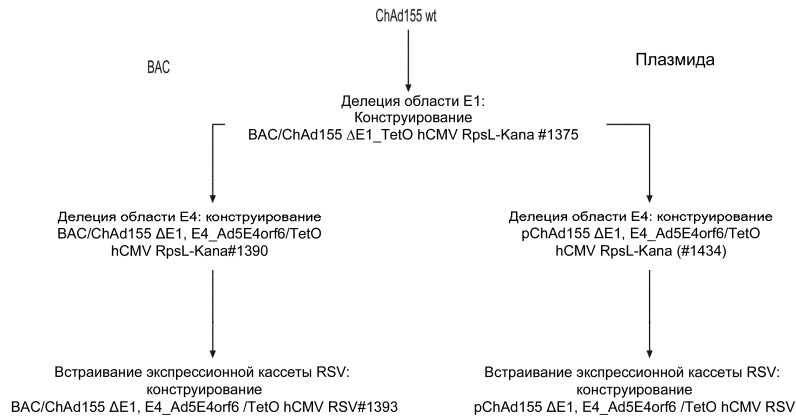 ChAd155 wt
BAC
Плазмида
Делеция области E1:
Конструирование
BAC/ChAd155 ΔE1_TetO hCMV RpsL-Kana #1375
Делеция области E4: конструирование
BAC/ChAd155 ΔE1, E4_Ad5E4orf6/TetO
hCMV RpsL-Kana#1390
Делеция области E4: конструирование
pChAd155 ΔE1, E4_Ad5E4orf6/TetO
hCMV RpsL-Kana (#1434)
Встраивание экспрессионной кассеты RSV:
конструирование
BAC/ChAd155 ΔE1, E4_Ad5E4orf6 /TetO hCMV RSV#1393
Встраивание экспрессионной кассеты RSV:
конструирование
pChAd155 ΔE1, E4_Ad5E4orf6 /TetO hCMV RSV